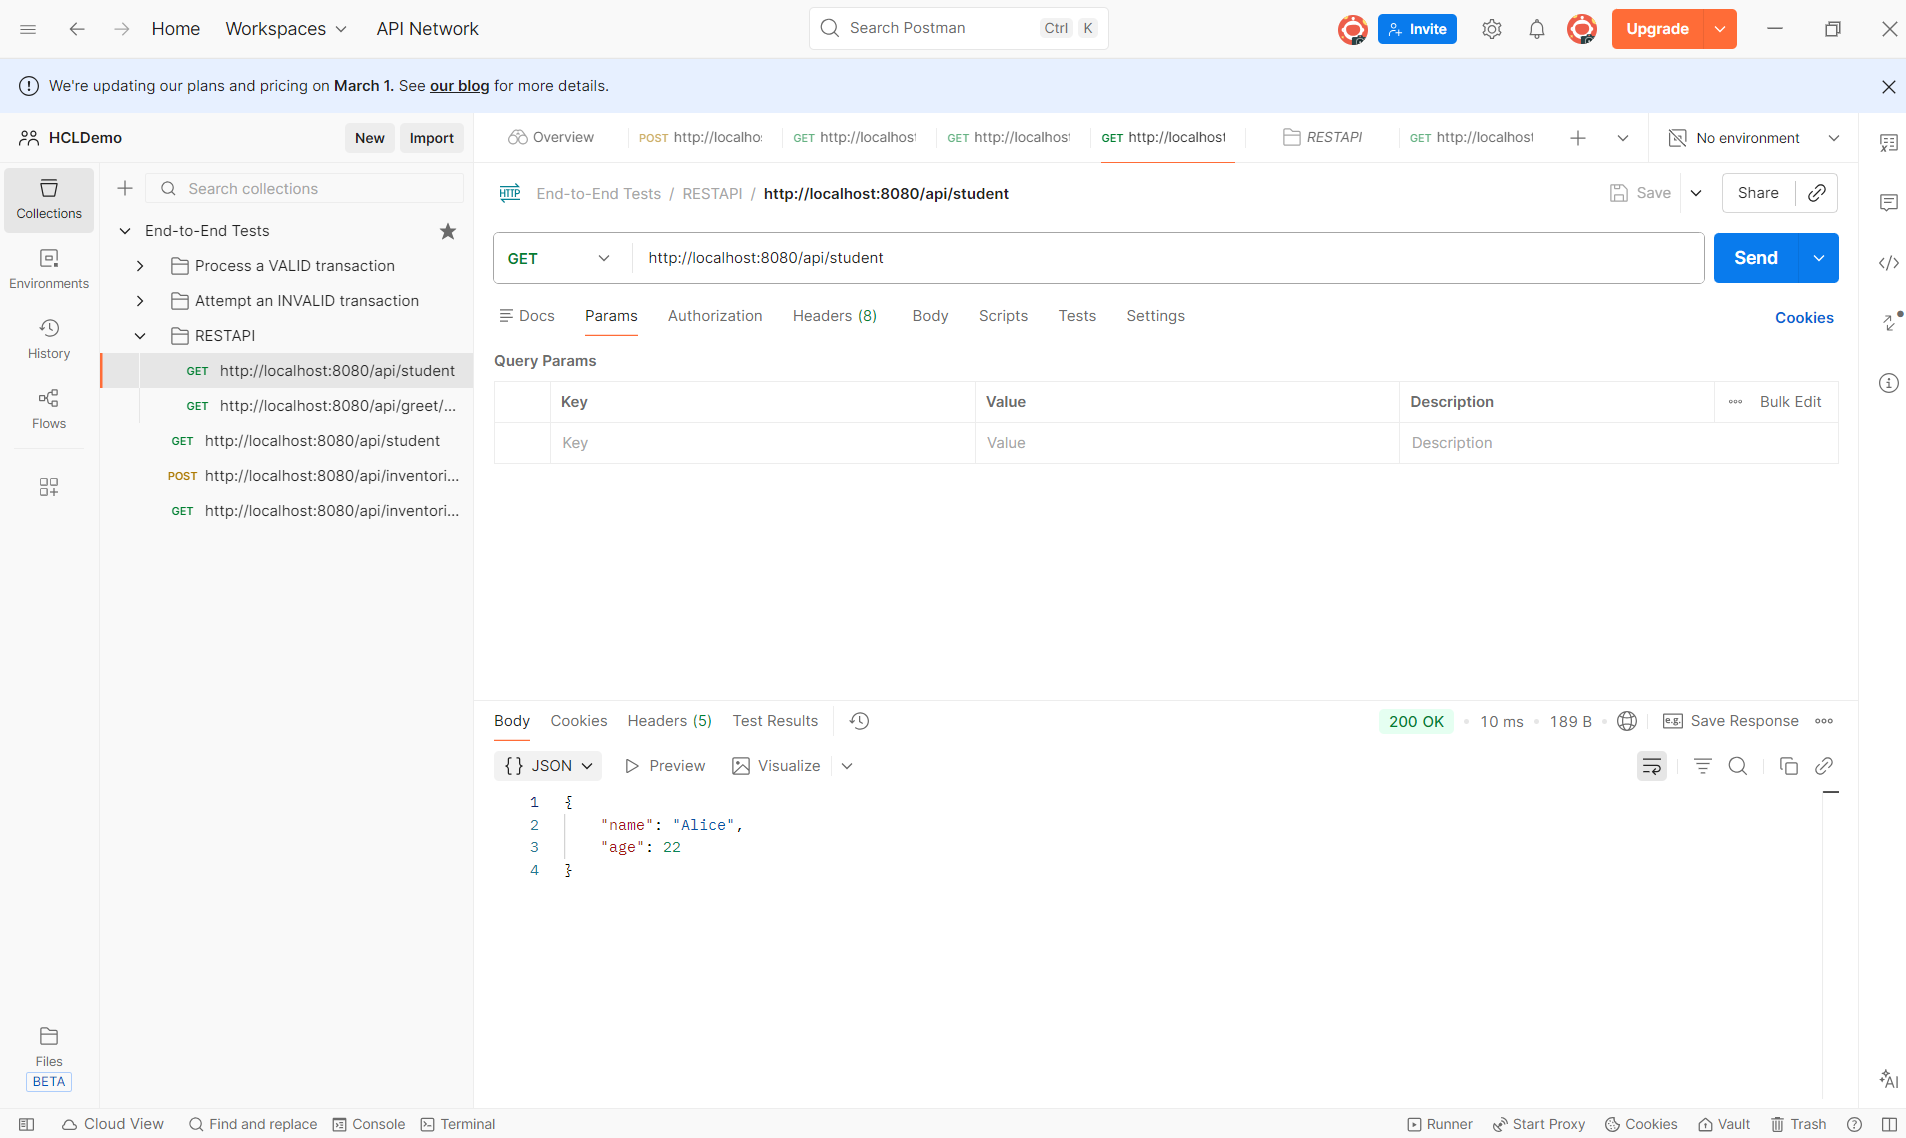 Home Workspaces API Network Search Postman Ctrl K Invite Upgrade
We're updating our plans and pricing on March 1. See our blog for more details.
HCLDemo New Import
Overview POST http://localho GET http://localhost GET http://localhost GET http://localhost RESTAPI GET http://localhost No environment
Collections
Environments
History
Flows
Files
BETA
Search collections
End-to-End Tests
Process a VALID transaction
Attempt an INVALID transaction
RESTAPI
GET http://localhost:8080/api/student
GET http://localhost:8080/api/greet/...
GET http://localhost:8080/api/student
POST http://localhost:8080/api/inventori...
GET http://localhost:8080/api/inventori...
HTTP End-to-End Tests / RESTAPI / http://localhost:8080/api/student Save Share
GET http://localhost:8080/api/student Send
Docs Params Authorization Headers (8) Body Scripts Tests Settings Cookies
Query Params
Key Value Description Bulk Edit
Key Value Description
Body Cookies Headers (5) Test Results 200 OK 10 ms 189 B e.g. Save Response
{} JSON Preview Visualize
1 {
2 "name": "Alice",
3 "age": 22
4 }
AI
Cloud View Find and replace Console Terminal Runner Start Proxy Cookies Vault Trash